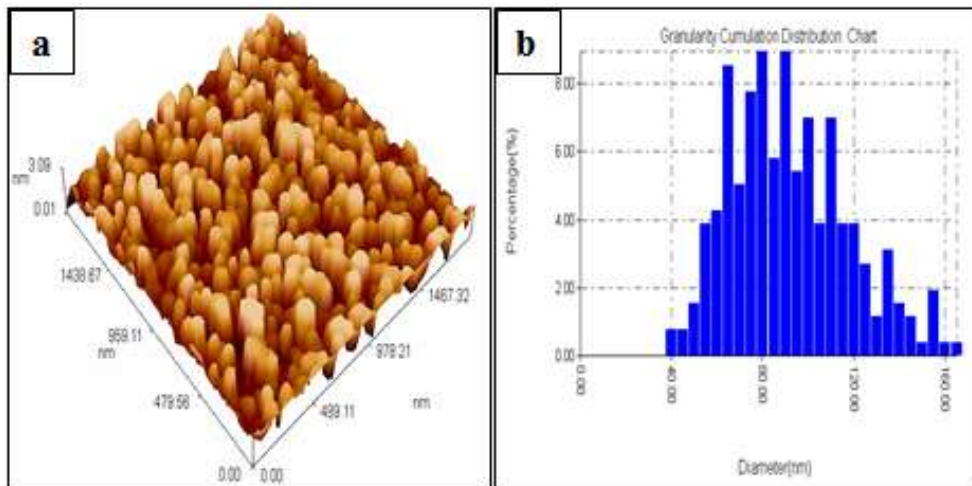 a
3.09
nm
0.01
1438.67
959.11
nm
479.56
0.00
0.00
1467.32
978.21
nm
489.11
b
Granularity Cumulation Distribution Chart
Percentage(%)
8.00
6.00
4.00
2.00
0.00
0.00
40.00
80.00
120.00
160.00
Diameter(nm)